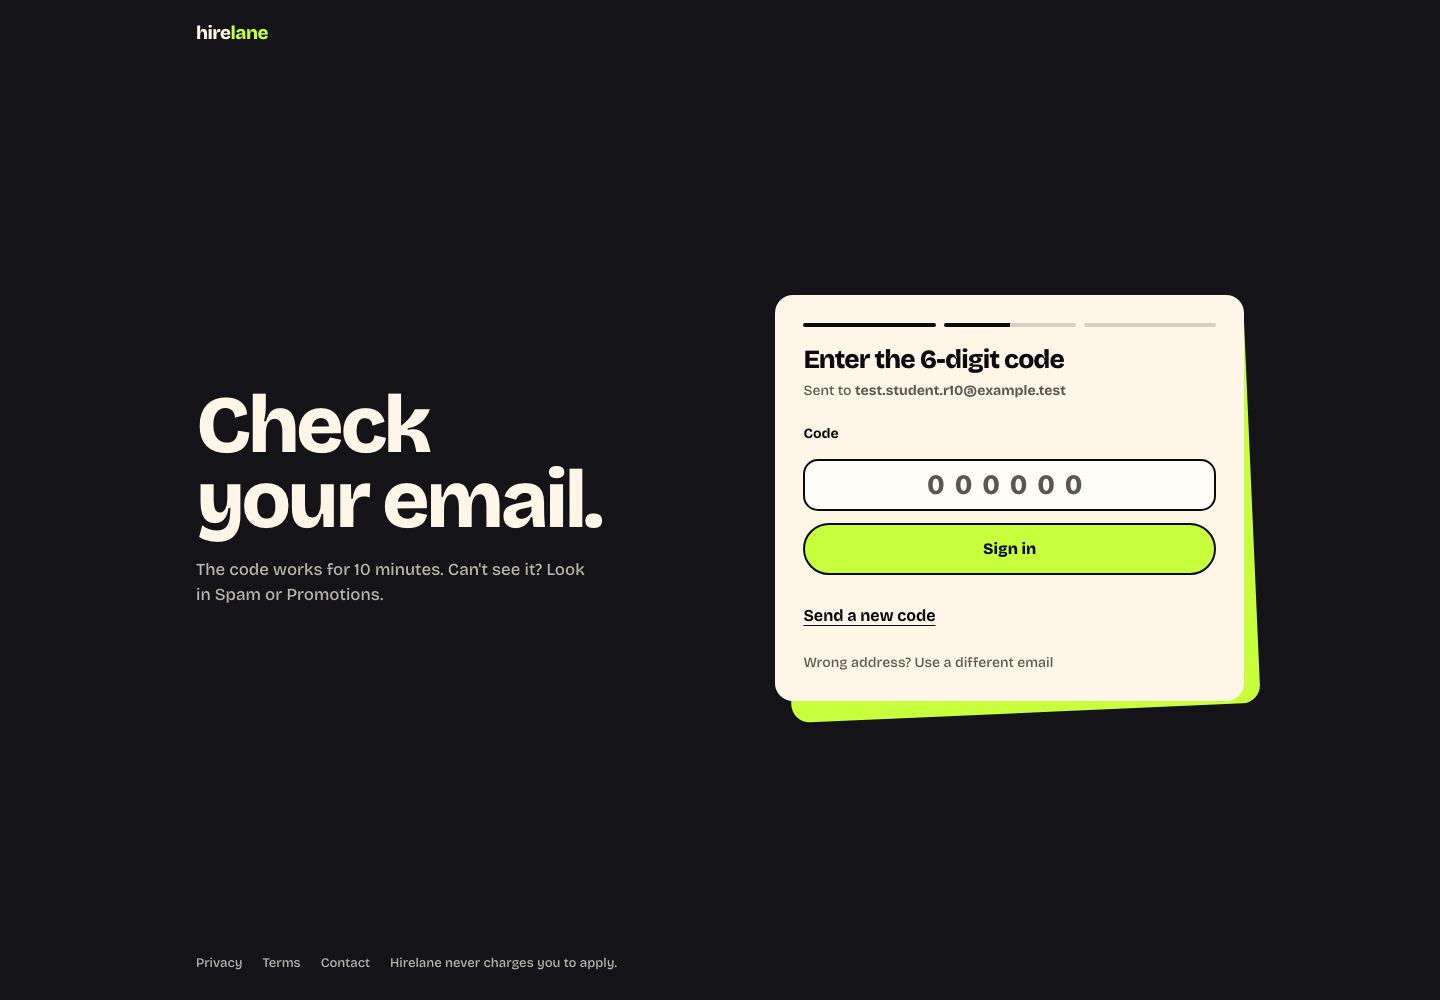 hirelane
Check
your email.
The code works for 10 minutes. Can't see it? Look
in Spam or Promotions.
Enter the 6-digit code
Sent to test.student.r10@example.test
Code
0 0 0 0 0 0
Sign in
Send a new code
Wrong address? Use a different email
Privacy Terms Contact Hirelane never charges you to apply.